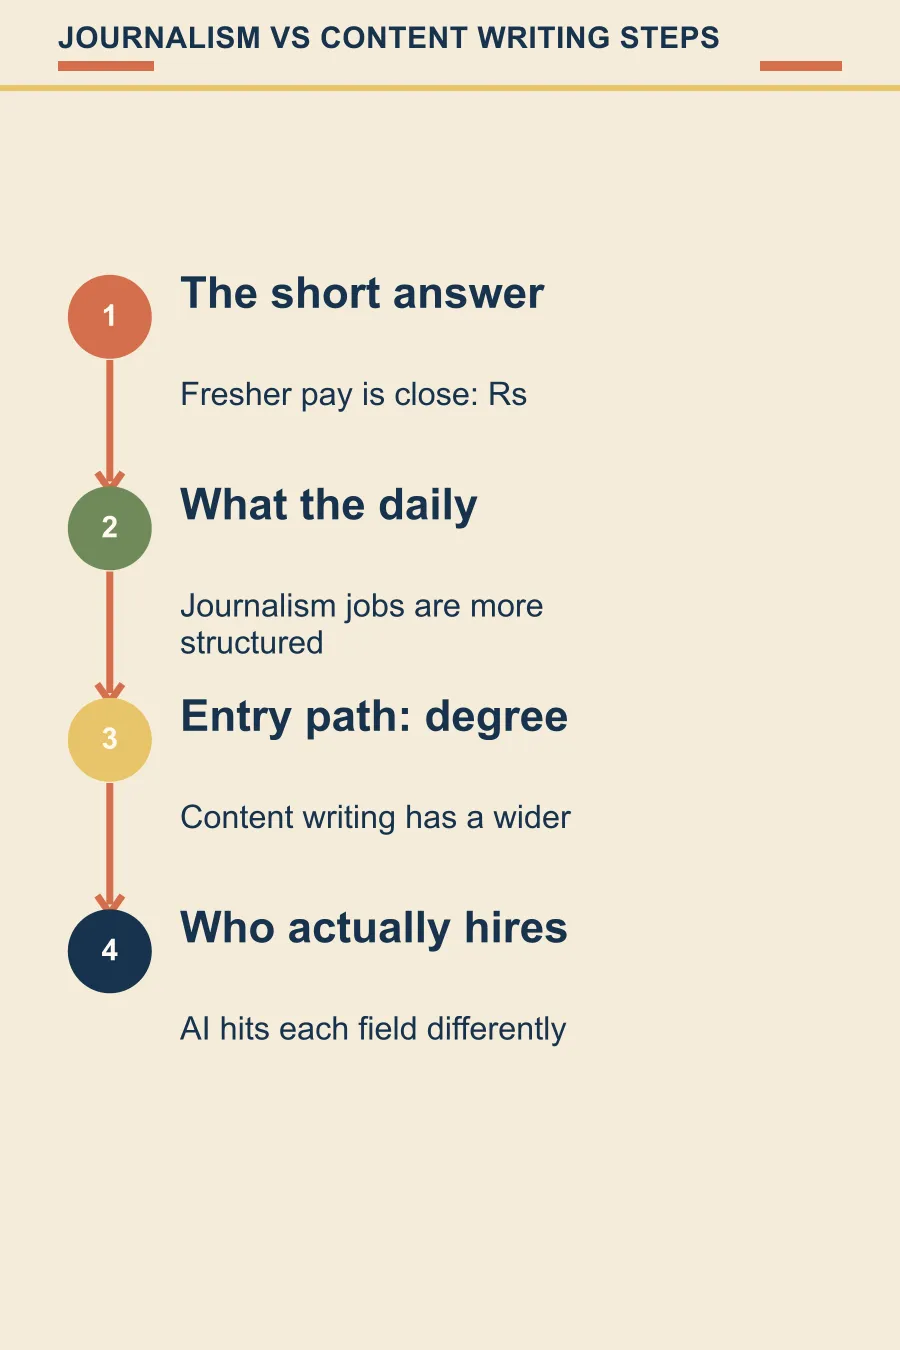 JOURNALISM VS CONTENT WRITING STEPS
1
The short answer
Fresher pay is close: Rs
2
What the daily
Journalism jobs are more
structured
3
Entry path: degree
Content writing has a wider
4
Who actually hires
AI hits each field differently